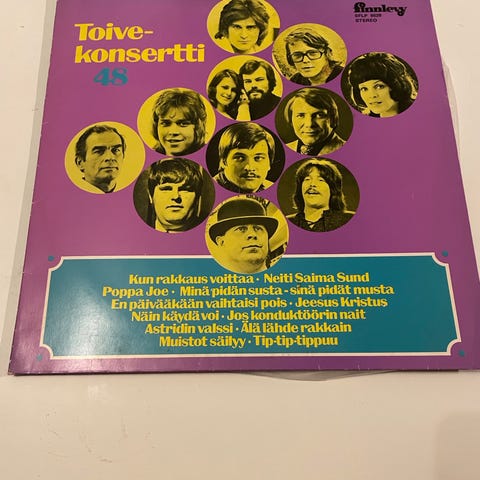 Toive-
konsertti
48
Finnlevy
SFLP 9528
STEREO
Kun rakkaus voittaa · Neiti Saima Sund
Poppa Joe · Minä pidän susta - sinä pidät musta
En päivääkään vaihtaisi pois · Jeesus Kristus
Näin käydä voi · Jos konduktöörin nait
Astridin valssi · Älä lähde rakkain
Muistot säilyy · Tip-tip-tippuu